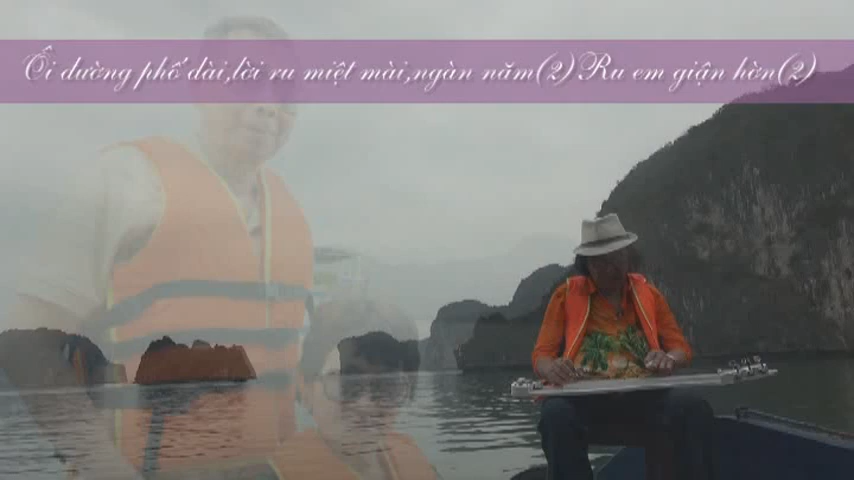 Ôi đường phố dài,lời ru miệt mài,ngàn năm(2)Ru em giận hờn(2)